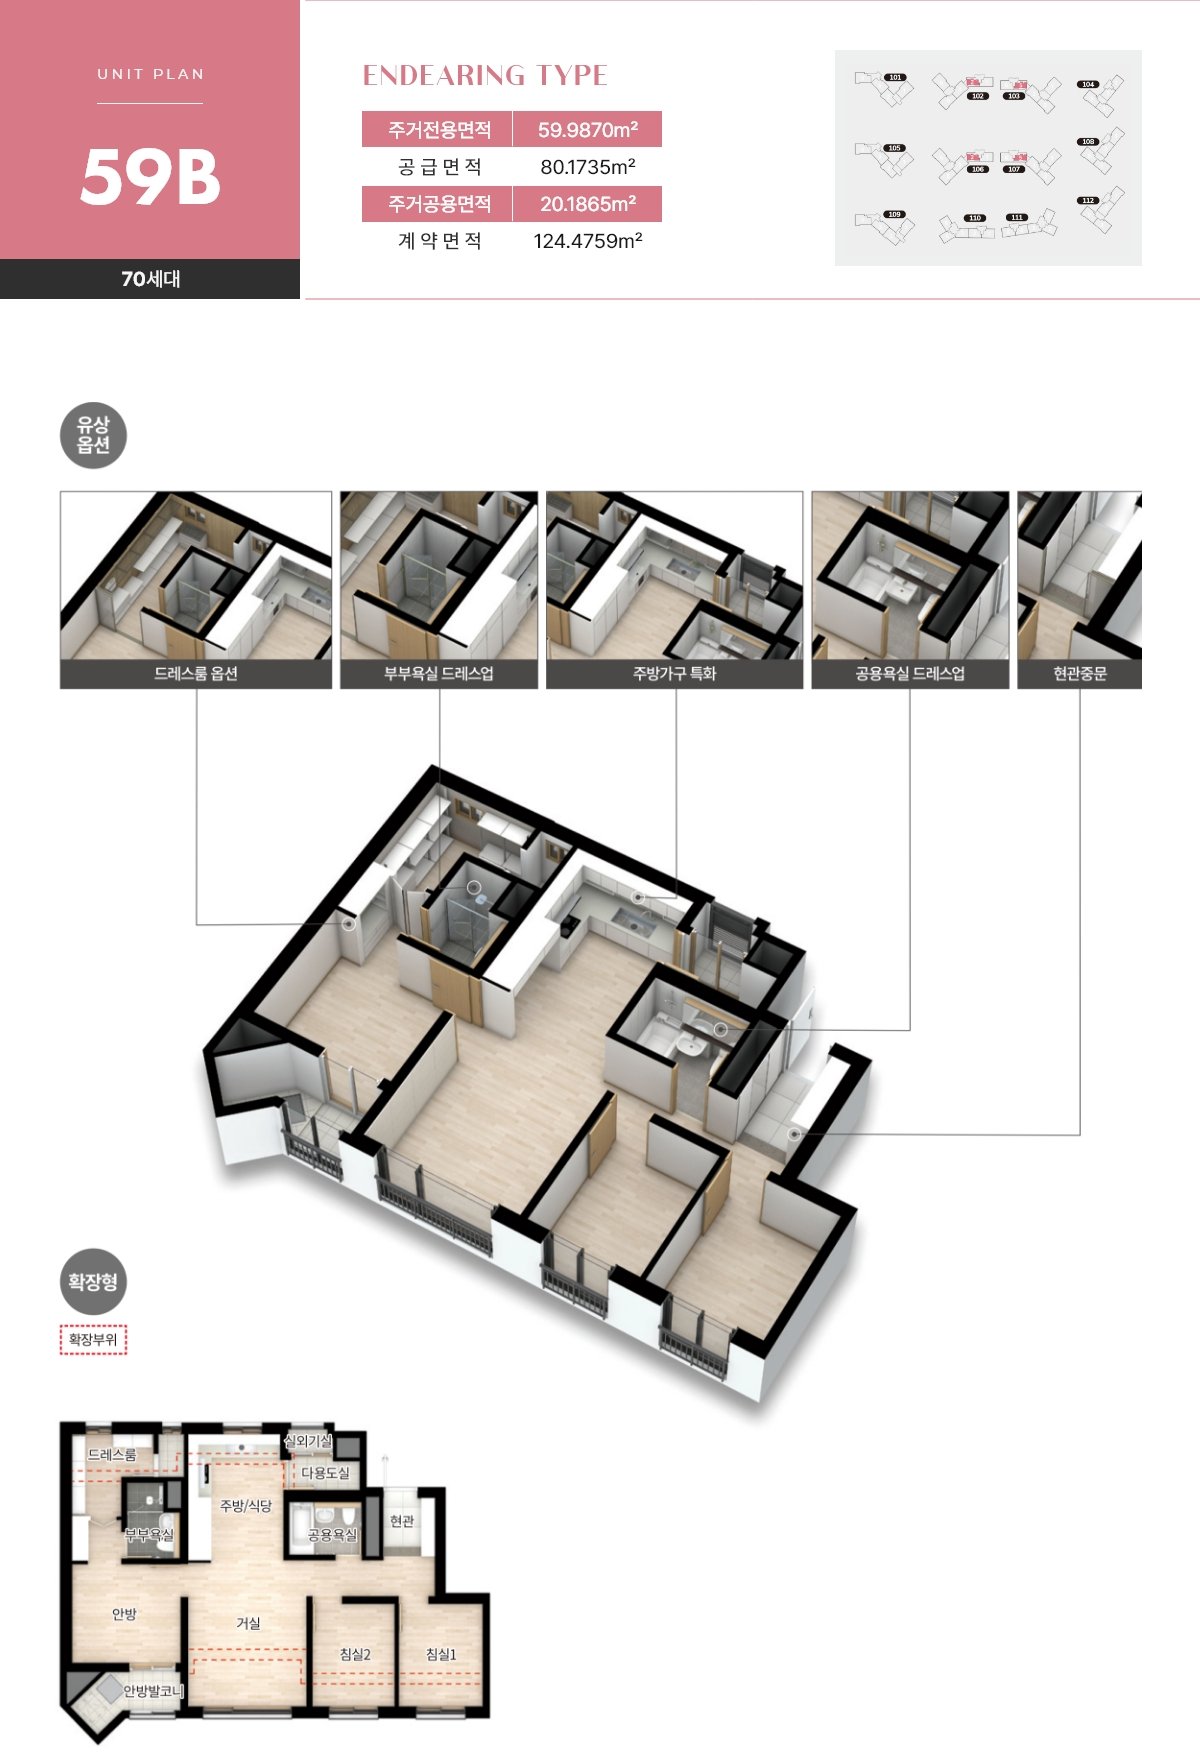 UNIT PLAN
59B
70세대
ENDEARING TYPE
주거전용면적 59.9870m²
공급면적 80.1735m²
주거공용면적 20.1865m²
계약면적 124.4759m²
101
102
103
104
105
106
107
108
109
110
111
112
유상
옵션
드레스룸 옵션
부부욕실 드레스업
주방가구 특화
공용욕실 드레스업
현관중문
확장형
확장부위
드레스룸
실외기실
다용도실
주방/식당
부부욕실
공용욕실
현관
안방
거실
침실2
침실1
안방발코니